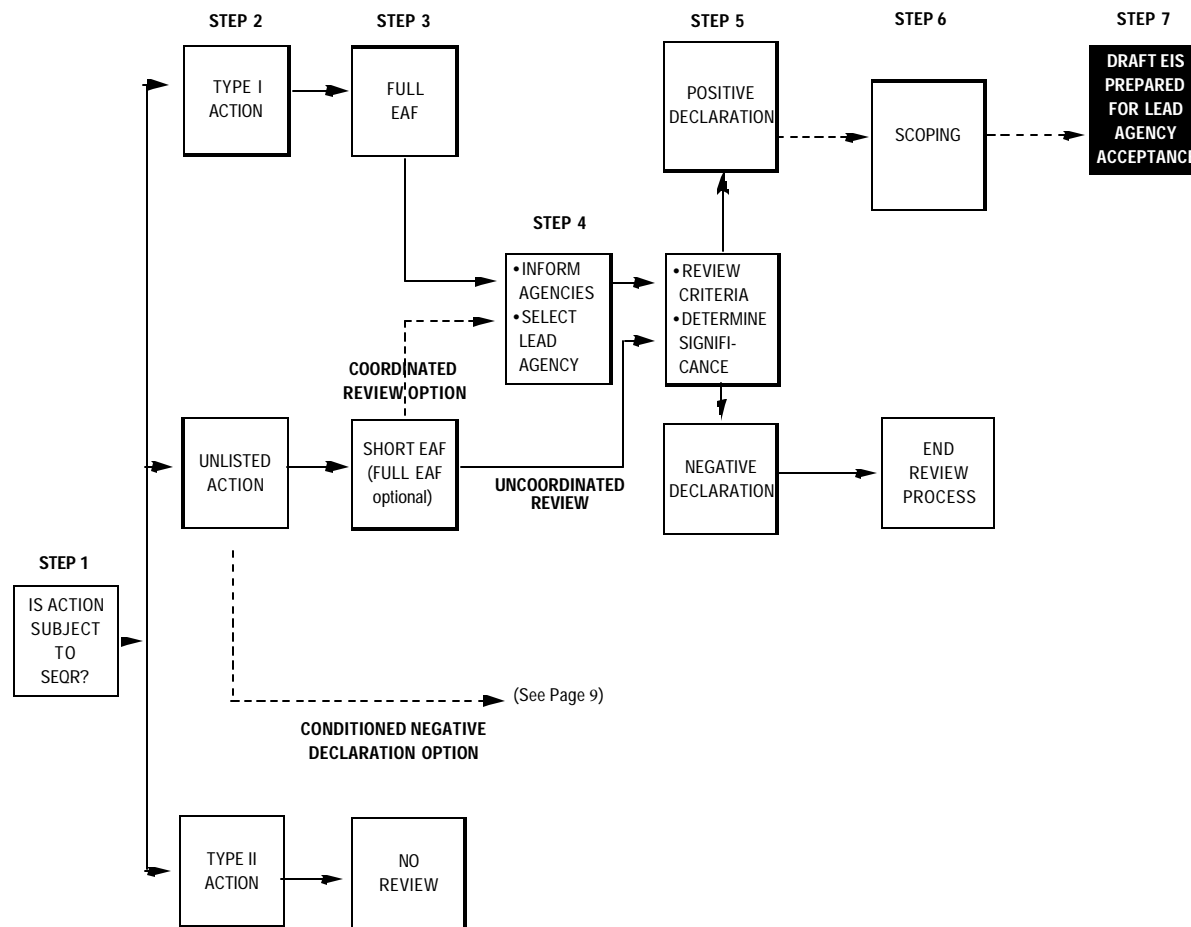 STEP 2
STEP 3
STEP 5
STEP 6
STEP 7
TYPE I
ACTION
FULL
EAF
POSITIVE
DECLARATION
SCOPING
DRAFT EIS
PREPARED
FOR LEAD
AGENCY
ACCEPTANCE
STEP 4
•INFORM
AGENCIES
•SELECT
LEAD
AGENCY
•REVIEW
CRITERIA
•DETERMINE
SIGNIFI-
CANCE
COORDINATED
REVIEW OPTION
UNLISTED
ACTION
SHORT EAF
(FULL EAF
optional)
UNCOORDINATED
REVIEW
NEGATIVE
DECLARATION
END
REVIEW
PROCESS
STEP 1
IS ACTION
SUBJECT
TO
SEQR?
(See Page 9)
CONDITIONED NEGATIVE
DECLARATION OPTION
TYPE II
ACTION
NO
REVIEW